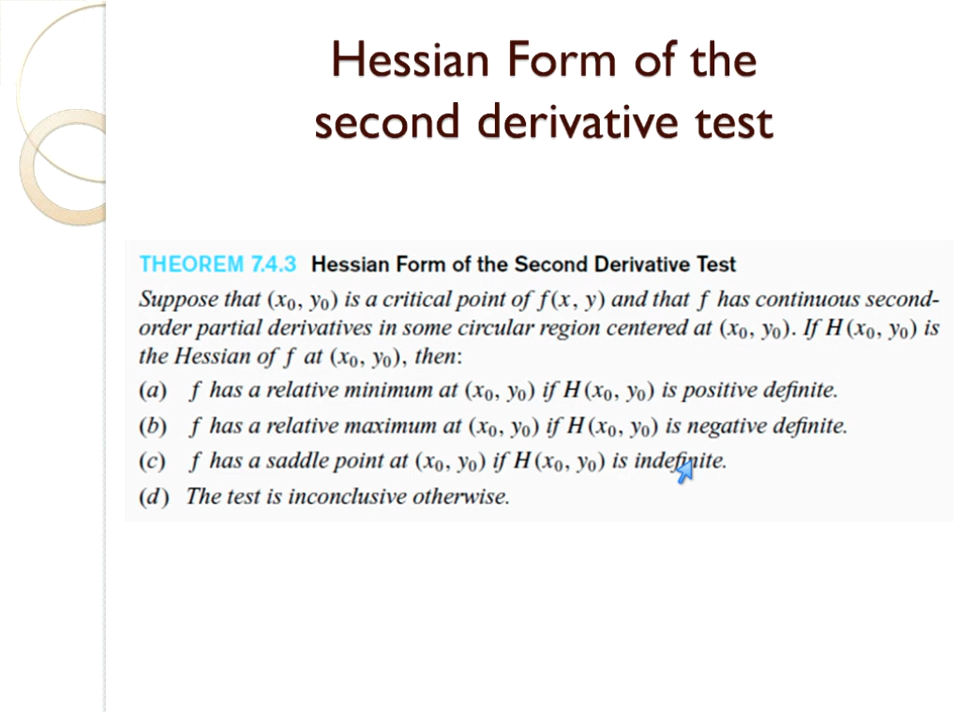 Hessian Form of the
second derivative test
THEOREM 7.4.3 Hessian Form of the Second Derivative Test
Suppose that (x₀, y₀) is a critical point of f(x, y) and that f has continuous second-
order partial derivatives in some circular region centered at (x₀, y₀). If H(x₀, y₀) is
the Hessian of f at (x₀, y₀), then:
(a) f has a relative minimum at (x₀, y₀) if H(x₀, y₀) is positive definite.
(b) f has a relative maximum at (x₀, y₀) if H(x₀, y₀) is negative definite.
(c) f has a saddle point at (x₀, y₀) if H(x₀, y₀) is indefinite.
(d) The test is inconclusive otherwise.